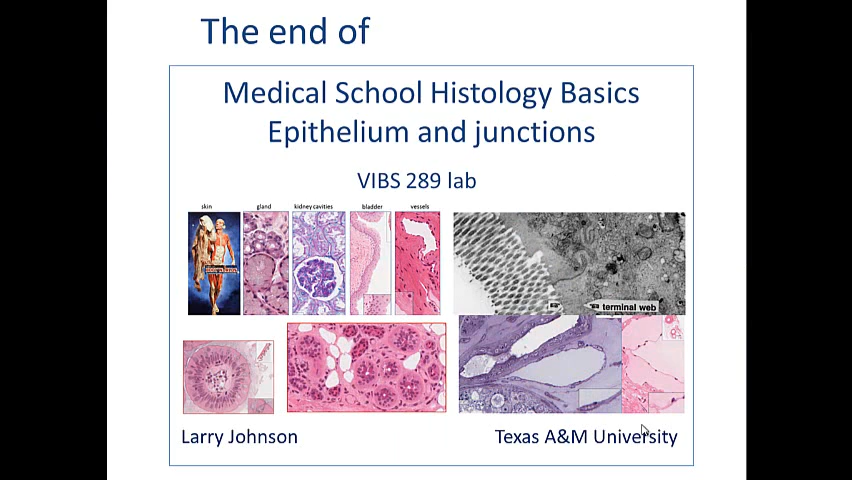 The end of
Medical School Histology Basics
Epithelium and junctions
VIBS 289 lab
skin gland kidney cavities bladder vessels
terminal web
Larry Johnson Texas A&M University